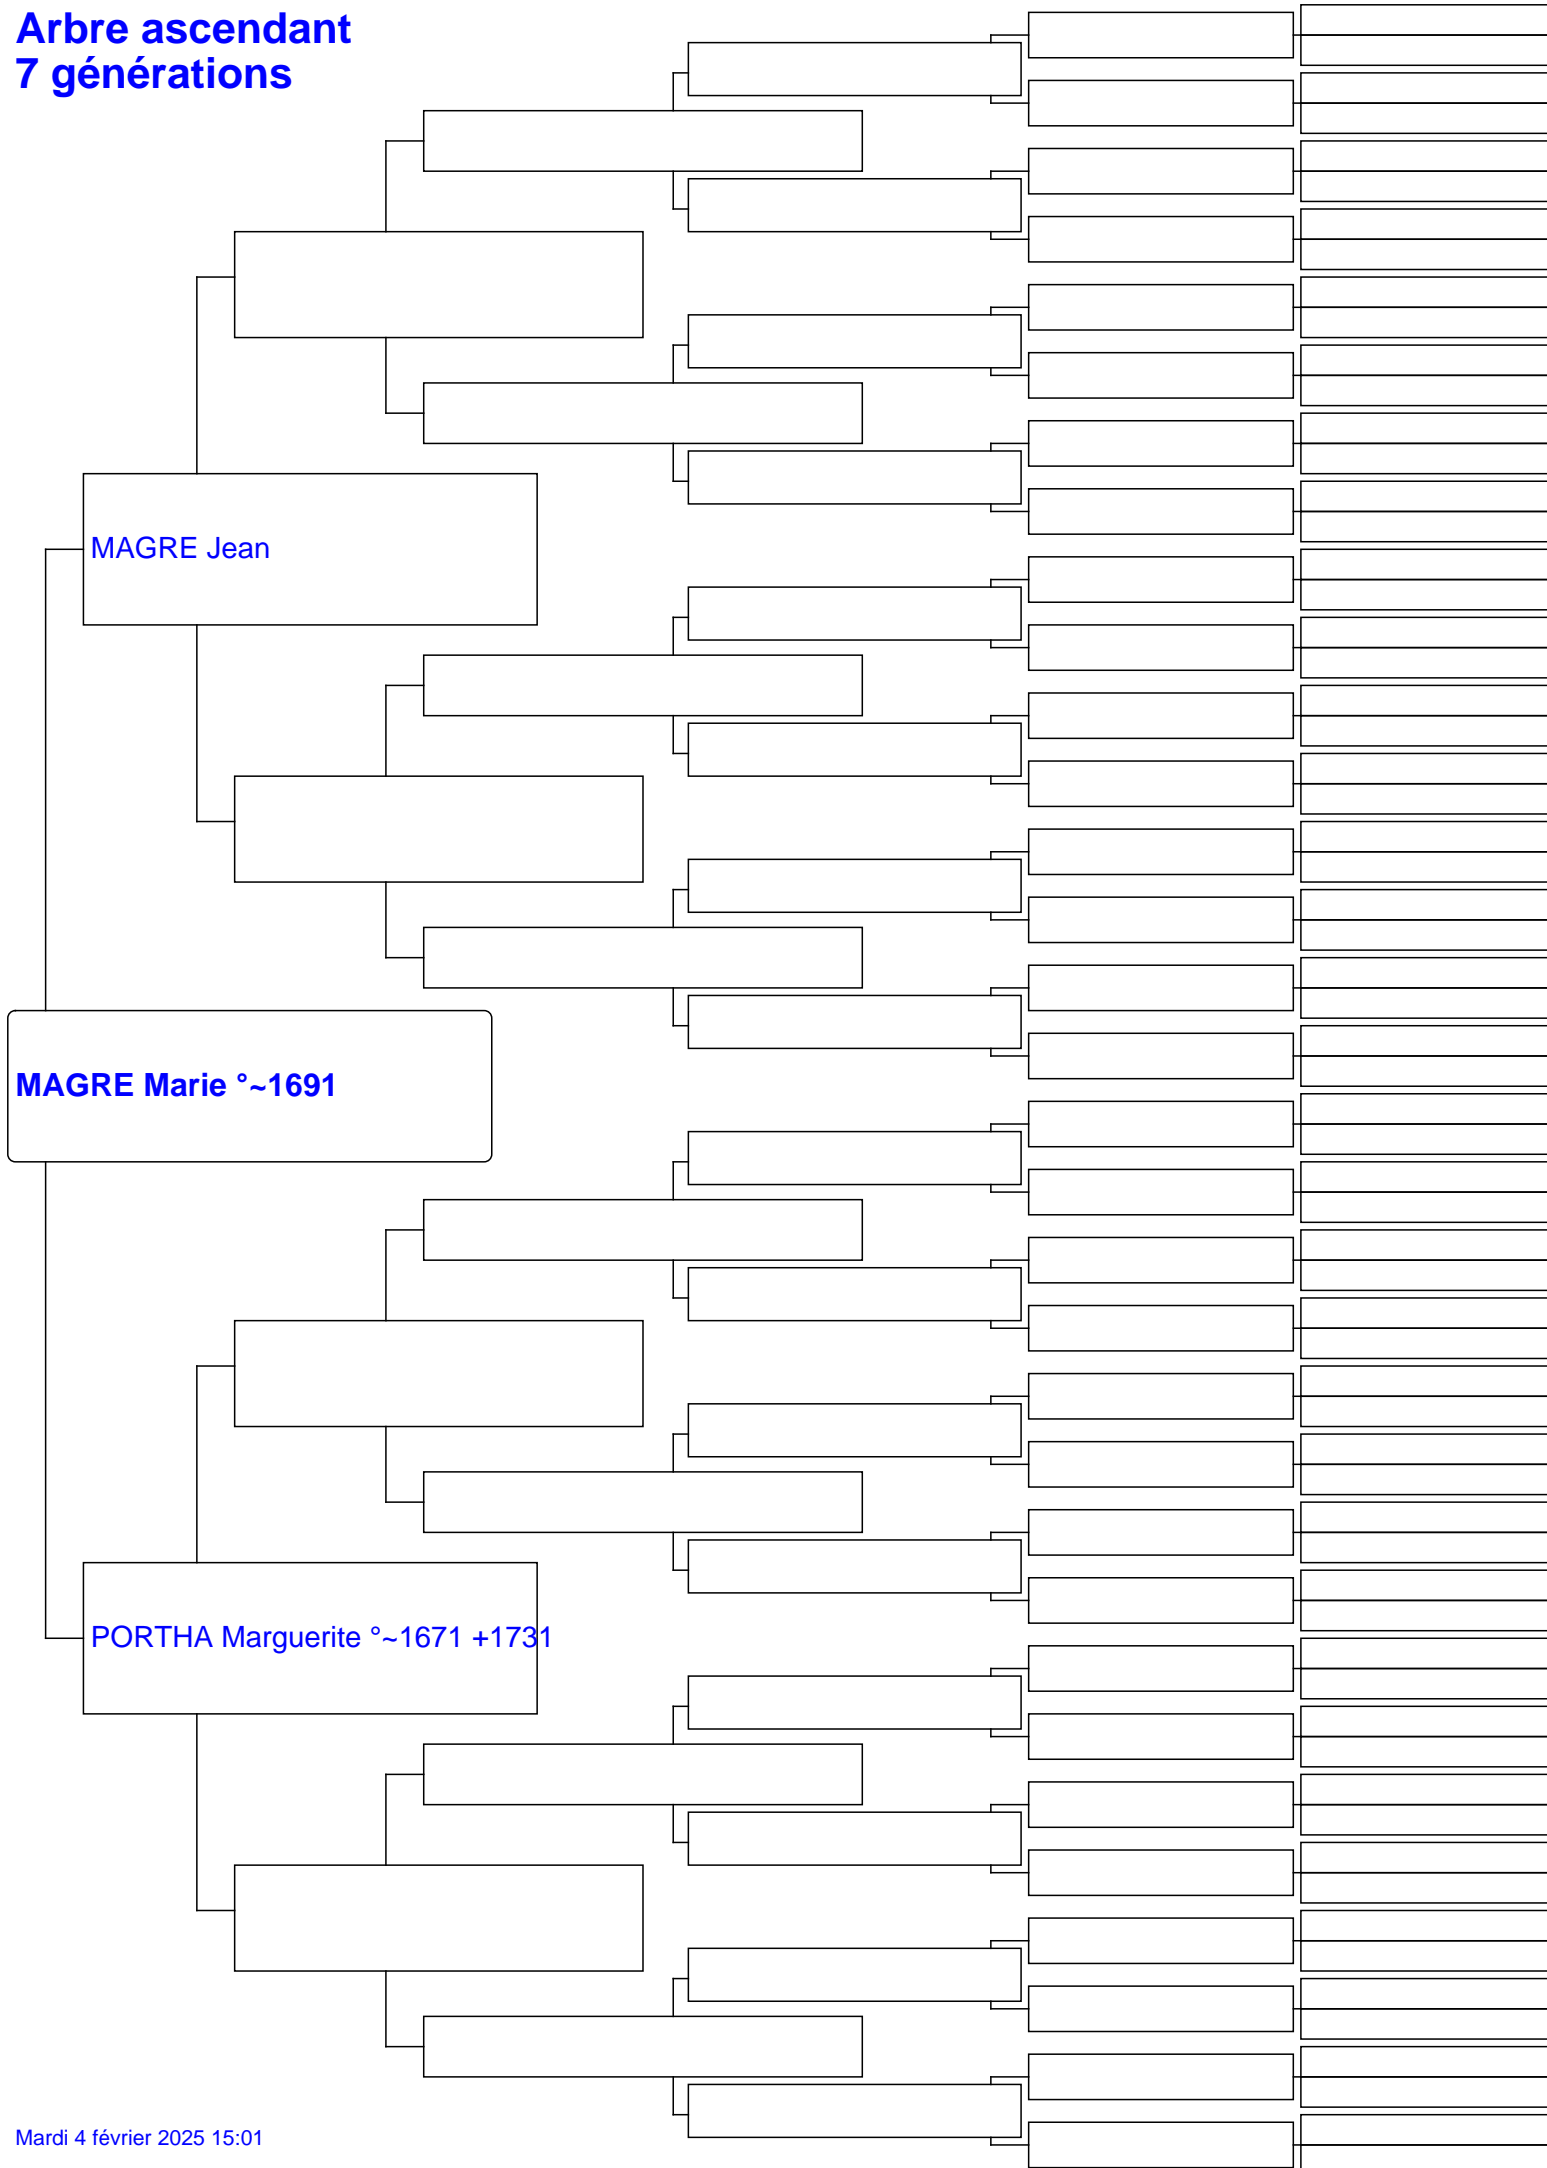 Arbre ascendant
7 générations
MAGRE Jean
MAGRE Marie °~1691
PORTHA Marguerite °~1671 +1731
Mardi 4 février 2025 15:01